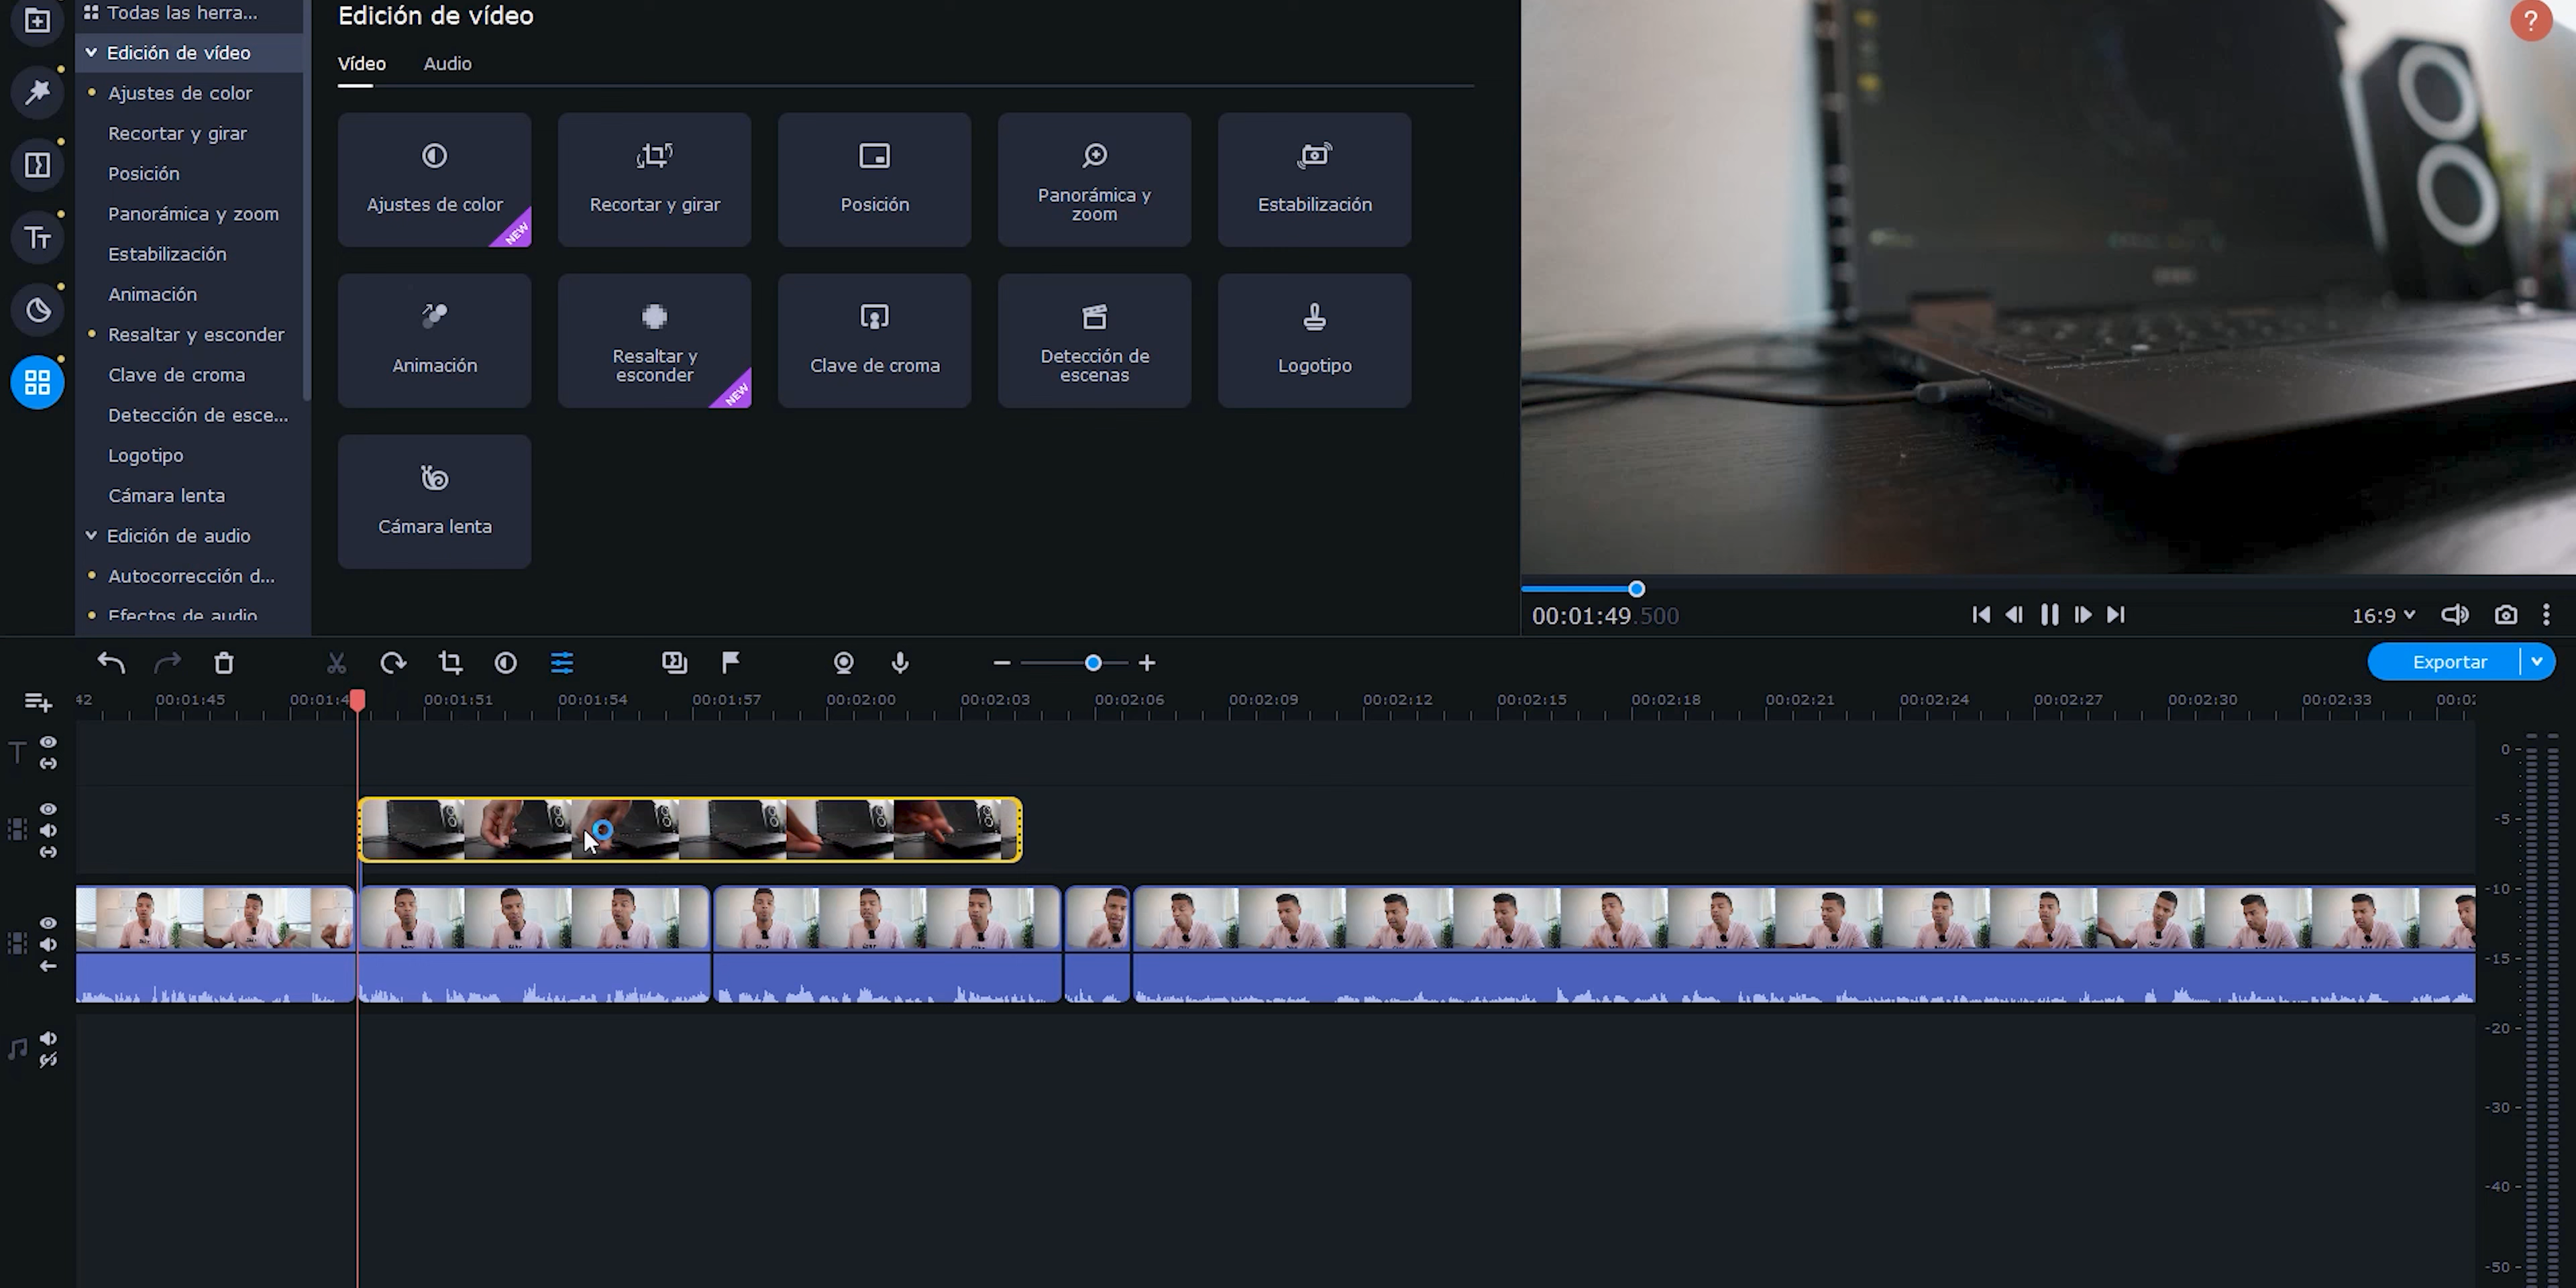 Todas las herra...
Edición de vídeo
Ajustes de color
Recortar y girar
Posición
Panorámica y zoom
Estabilización
Animación
Resaltar y esconder
Clave de croma
Detección de esce...
Logotipo
Cámara lenta
Edición de audio
Autocorrección d...
Efectos de audio
Edición de vídeo
Vídeo
Audio
Ajustes de color
NEW
Recortar y girar
Posición
Panorámica y
zoom
Estabilización
Animación
Resaltar y
esconder
NEW
Clave de croma
Detección de
escenas
Logotipo
Cámara lenta
?
00:01:49.500
16:9
Exportar
42
00:01:45
00:01:4
00:01:51
00:01:54
00:01:57
00:02:00
00:02:03
00:02:06
00:02:09
00:02:12
00:02:15
00:02:18
00:02:21
00:02:24
00:02:27
00:02:30
00:02:33
0
-5
-10
-15
-20
-30
-40
-50